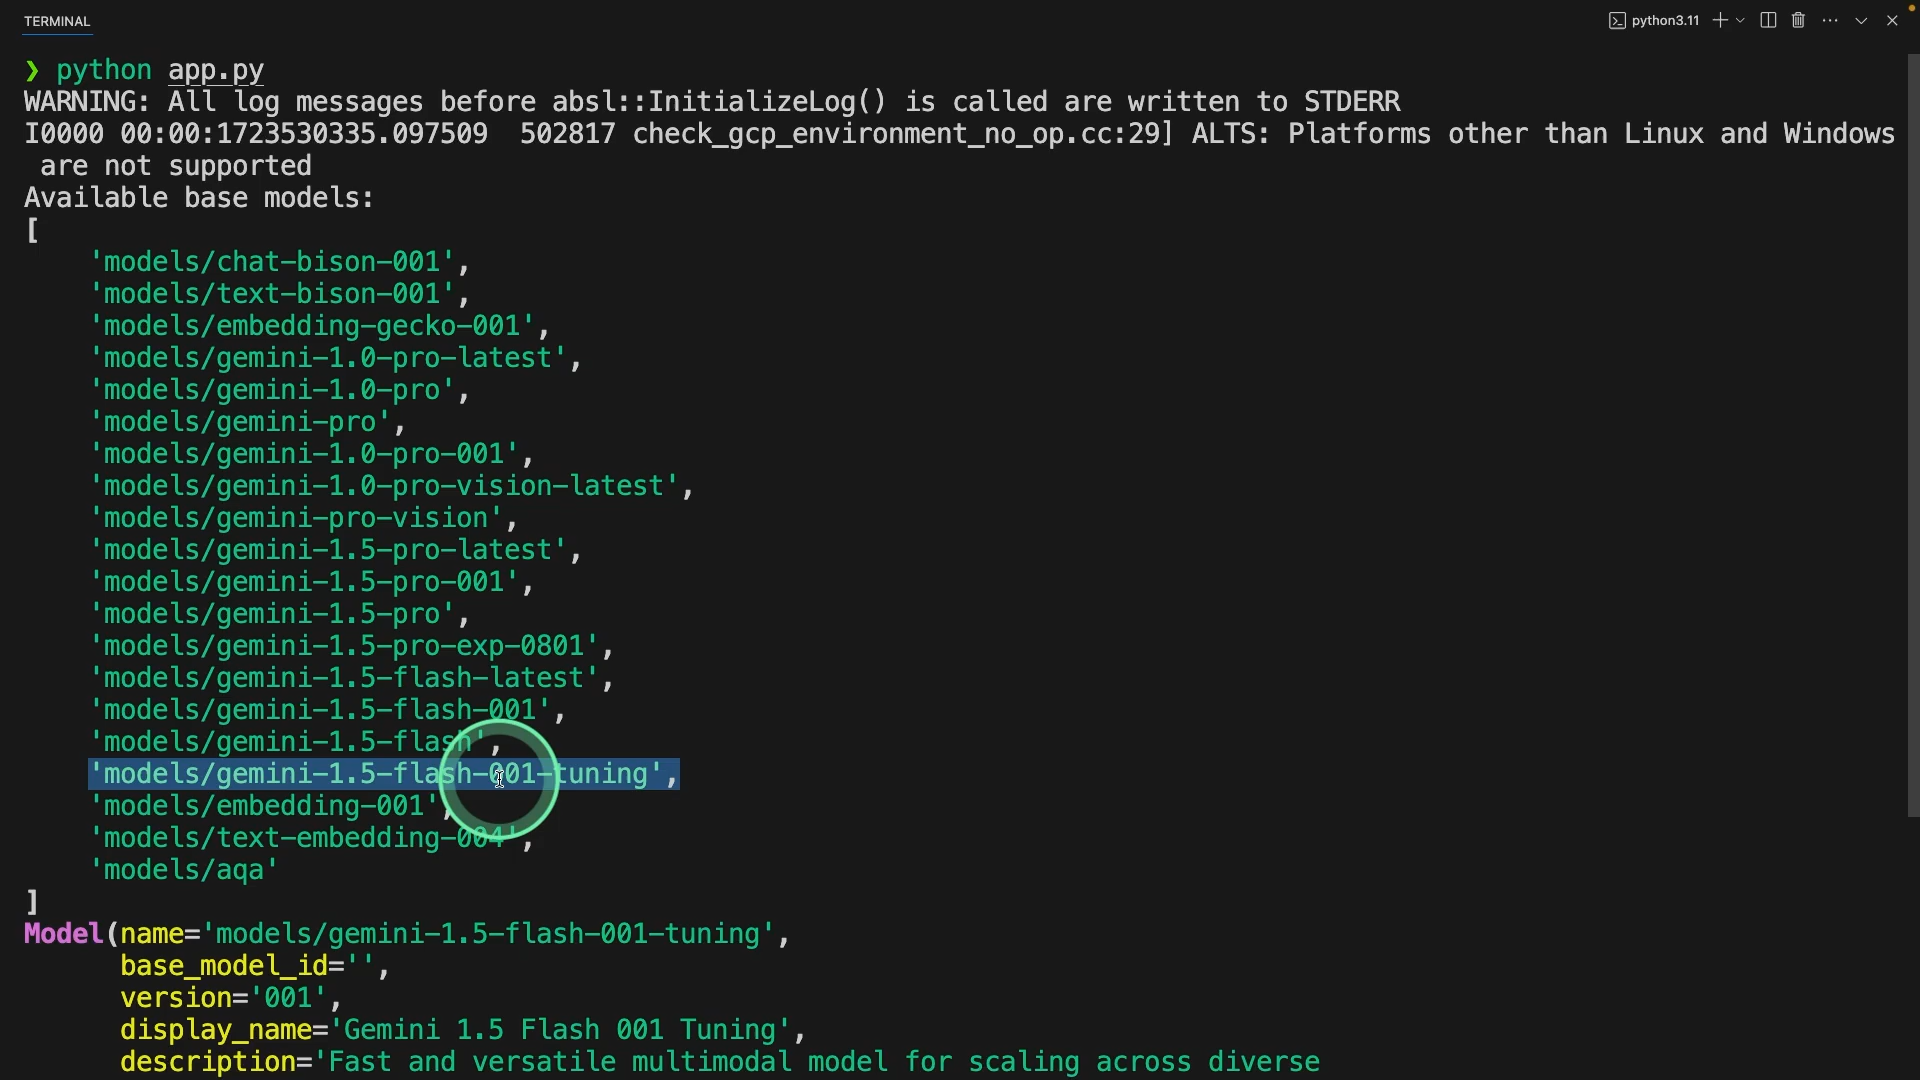 TERMINAL
python3.11
❯ python app.py
WARNING: All log messages before absl::InitializeLog() is called are written to STDERR
I0000 00:00:1723530335.097509  502817 check_gcp_environment_no_op.cc:29] ALTS: Platforms other than Linux and Windows
 are not supported
Available base models:
[
    'models/chat-bison-001',
    'models/text-bison-001',
    'models/embedding-gecko-001',
    'models/gemini-1.0-pro-latest',
    'models/gemini-1.0-pro',
    'models/gemini-pro',
    'models/gemini-1.0-pro-001',
    'models/gemini-1.0-pro-vision-latest',
    'models/gemini-pro-vision',
    'models/gemini-1.5-pro-latest',
    'models/gemini-1.5-pro-001',
    'models/gemini-1.5-pro',
    'models/gemini-1.5-pro-exp-0801',
    'models/gemini-1.5-flash-latest',
    'models/gemini-1.5-flash-001',
    'models/gemini-1.5-flash',
    'models/gemini-1.5-flash-001-tuning',
    'models/embedding-001',
    'models/text-embedding-004',
    'models/aqa'
]
Model(name='models/gemini-1.5-flash-001-tuning',
      base_model_id='',
      version='001',
      display_name='Gemini 1.5 Flash 001 Tuning',
      description='Fast and versatile multimodal model for scaling across diverse